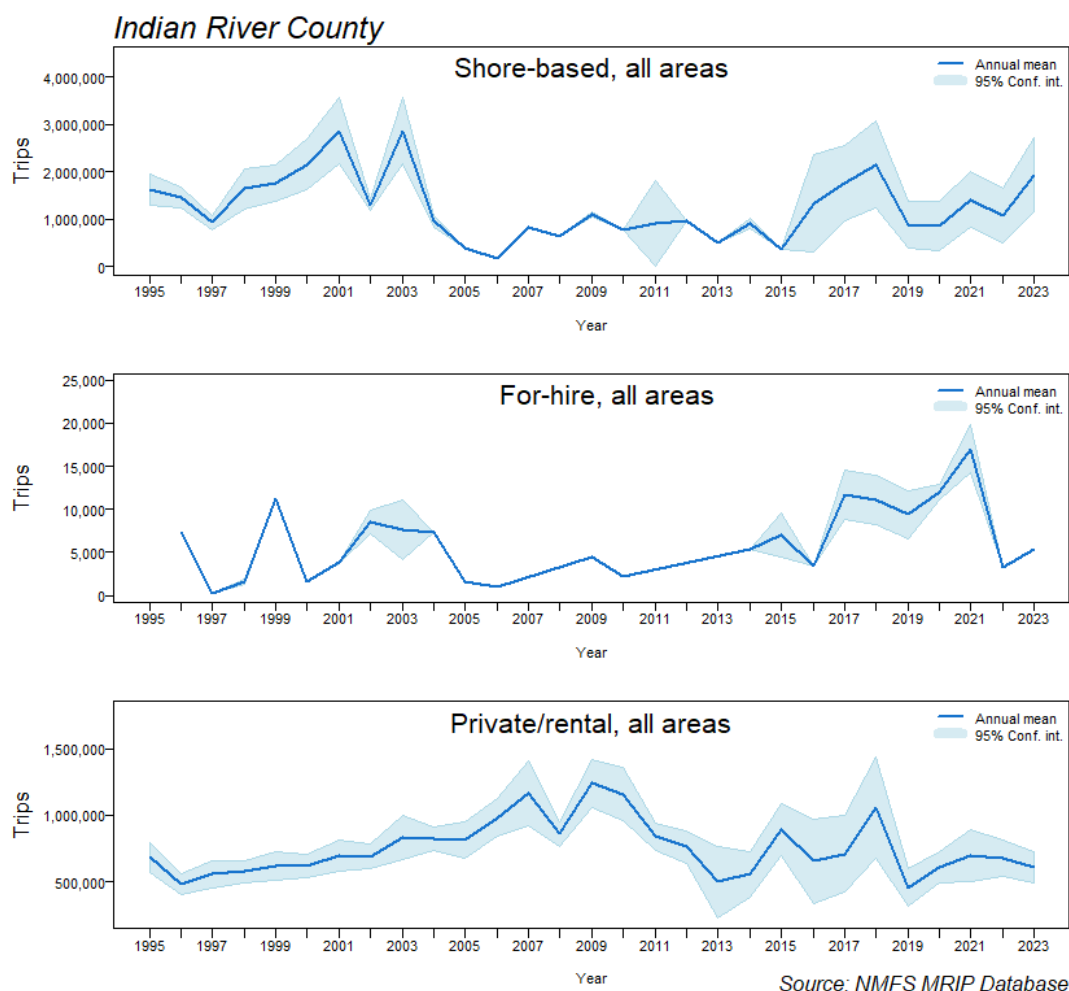 Indian River County
Shore-based, all areas
Annual mean
95% Conf. int.
Trips
4,000,000
3,000,000
2,000,000
1,000,000
0
1995 1997 1999 2001 2003 2005 2007 2009 2011 2013 2015 2017 2019 2021 2023
Year
For-hire, all areas
Annual mean
95% Conf. int.
Trips
25,000
20,000
15,000
10,000
5,000
0
1995 1997 1999 2001 2003 2005 2007 2009 2011 2013 2015 2017 2019 2021 2023
Year
Private/rental, all areas
Annual mean
95% Conf. int.
Trips
1,500,000
1,000,000
500,000
1995 1997 1999 2001 2003 2005 2007 2009 2011 2013 2015 2017 2019 2021 2023
Year
Source: NMFS MRIP Database